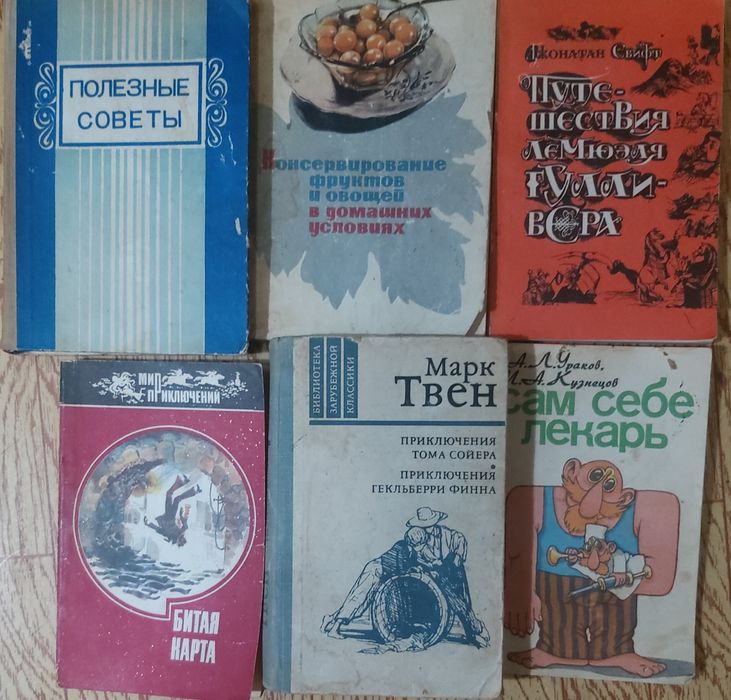 ПОЛЕЗНЫЕ
СОВЕТЫ
Консервирование
фруктов
и овощей
в домашних
условиях
Джонатан Свифт
ПУТЕ-
ШЕСТВИЯ
ЛЕМЮЭЛЯ
ГУЛЛИ-
ВЕРА
МИР
ПРИКЛЮЧЕНИЙ
БИТАЯ
КАРТА
БИБЛИОТЕКА
ЗАРУБЕЖНОЙ
КЛАССИКИ
Марк
ТВЕН
ПРИКЛЮЧЕНИЯ
ТОМА СОЙЕРА
ПРИКЛЮЧЕНИЯ
ГЕКЛЬБЕРРИ ФИННА
А.Л.Ураков,
Л.А.Кузнецов
сам себе
лекарь